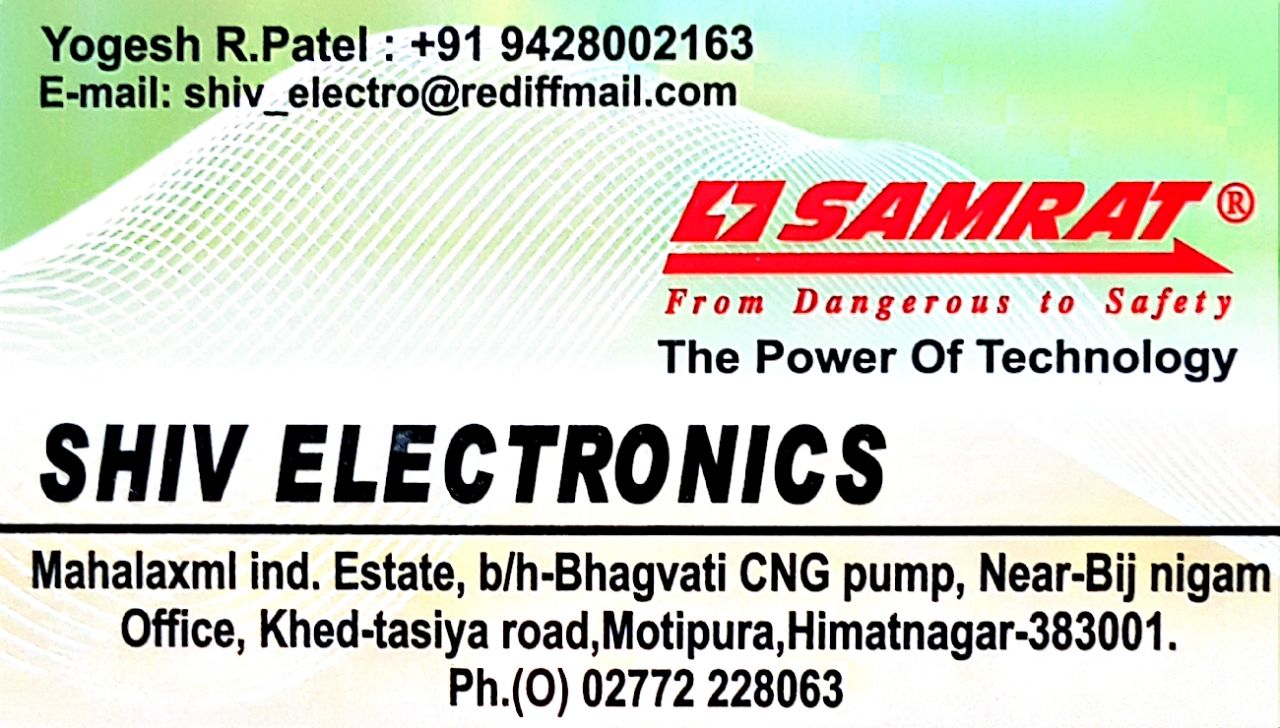 Yogesh R.Patel : +91 9428002163
E-mail: shiv_electro@rediffmail.com
SAMRAT®
From Dangerous to Safety
The Power Of Technology
SHIV ELECTRONICS
Mahalaxml ind. Estate, b/h-Bhagvati CNG pump, Near-Bij nigam
Office, Khed-tasiya road,Motipura,Himatnagar-383001.
Ph.(O) 02772 228063